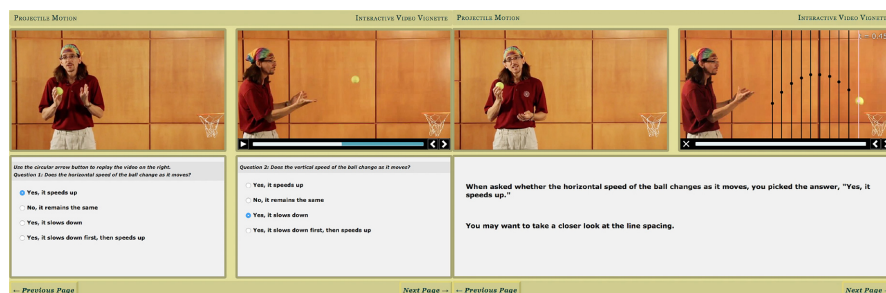 PROJECTILE MOTION
INTERACTIVE VIDEO VIGNETTE
PROJECTILE MOTION
INTERACTIVE VIDEO VIGNETTE
Use the circular arrow button to replay the video on the right.
Question 1: Does the horizontal speed of the ball change as it moves?
Yes, it speeds up
No, it remains the same
Yes, it slows down
Yes, it slows down first, then speeds up
Question 2: Does the vertical speed of the ball change as it moves?
Yes, it speeds up
No, it remains the same
Yes, it slows down
Yes, it slows down first, then speeds up
When asked whether the horizontal speed of the ball changes as it moves, you picked the answer, "Yes, it
speeds up."
You may want to take a closer look at the line spacing.
← Previous Page
Next Page →
← Previous Page
Next Page